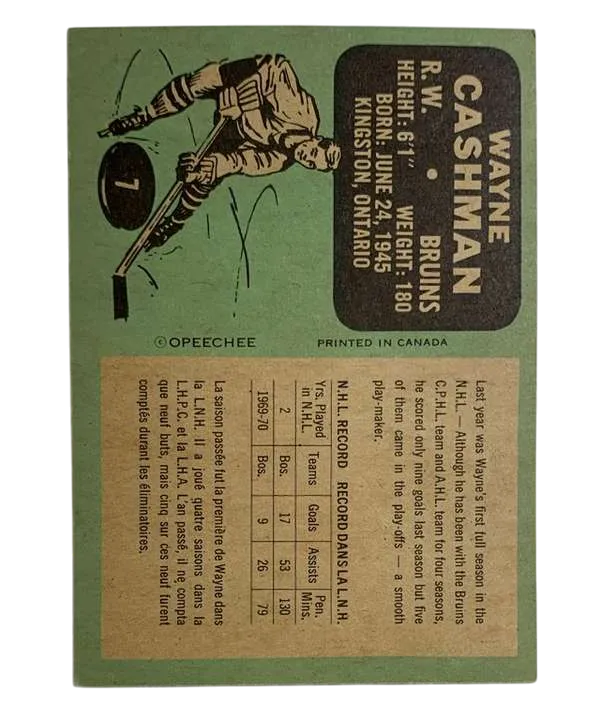 WAYNE
CASHMAN
R. W. • BRUINS
HEIGHT: 6'1" WEIGHT: 180
BORN: JUNE 24, 1945
KINGSTON, ONTARIO
7
© OPEECHEE PRINTED IN CANADA
Last year was Wayne's first full season in the
N.H.L. — Although he has been with the Bruins
C.P.H.L. team and A.H.L. team for four seasons,
he scored only nine goals last season but five
of them came in the play-offs — a smooth
play-maker.
N.H.L. RECORD RECORD DANS LA L.N.H.
Yrs. Played in N.H.L. Teams Goals Assists Pen. Mins.
2 Bos. 17 53 130
1969-70 Bos. 9 26 79
La saison passée fut la première de Wayne dans
la L.N.H. Il a joué quatre saisons dans la
L.H.P.C. et la L.H.A. L'an passé, il ne compta
que neuf buts, mais cinq sur ces neuf furent
comptés durant les éliminatoires.